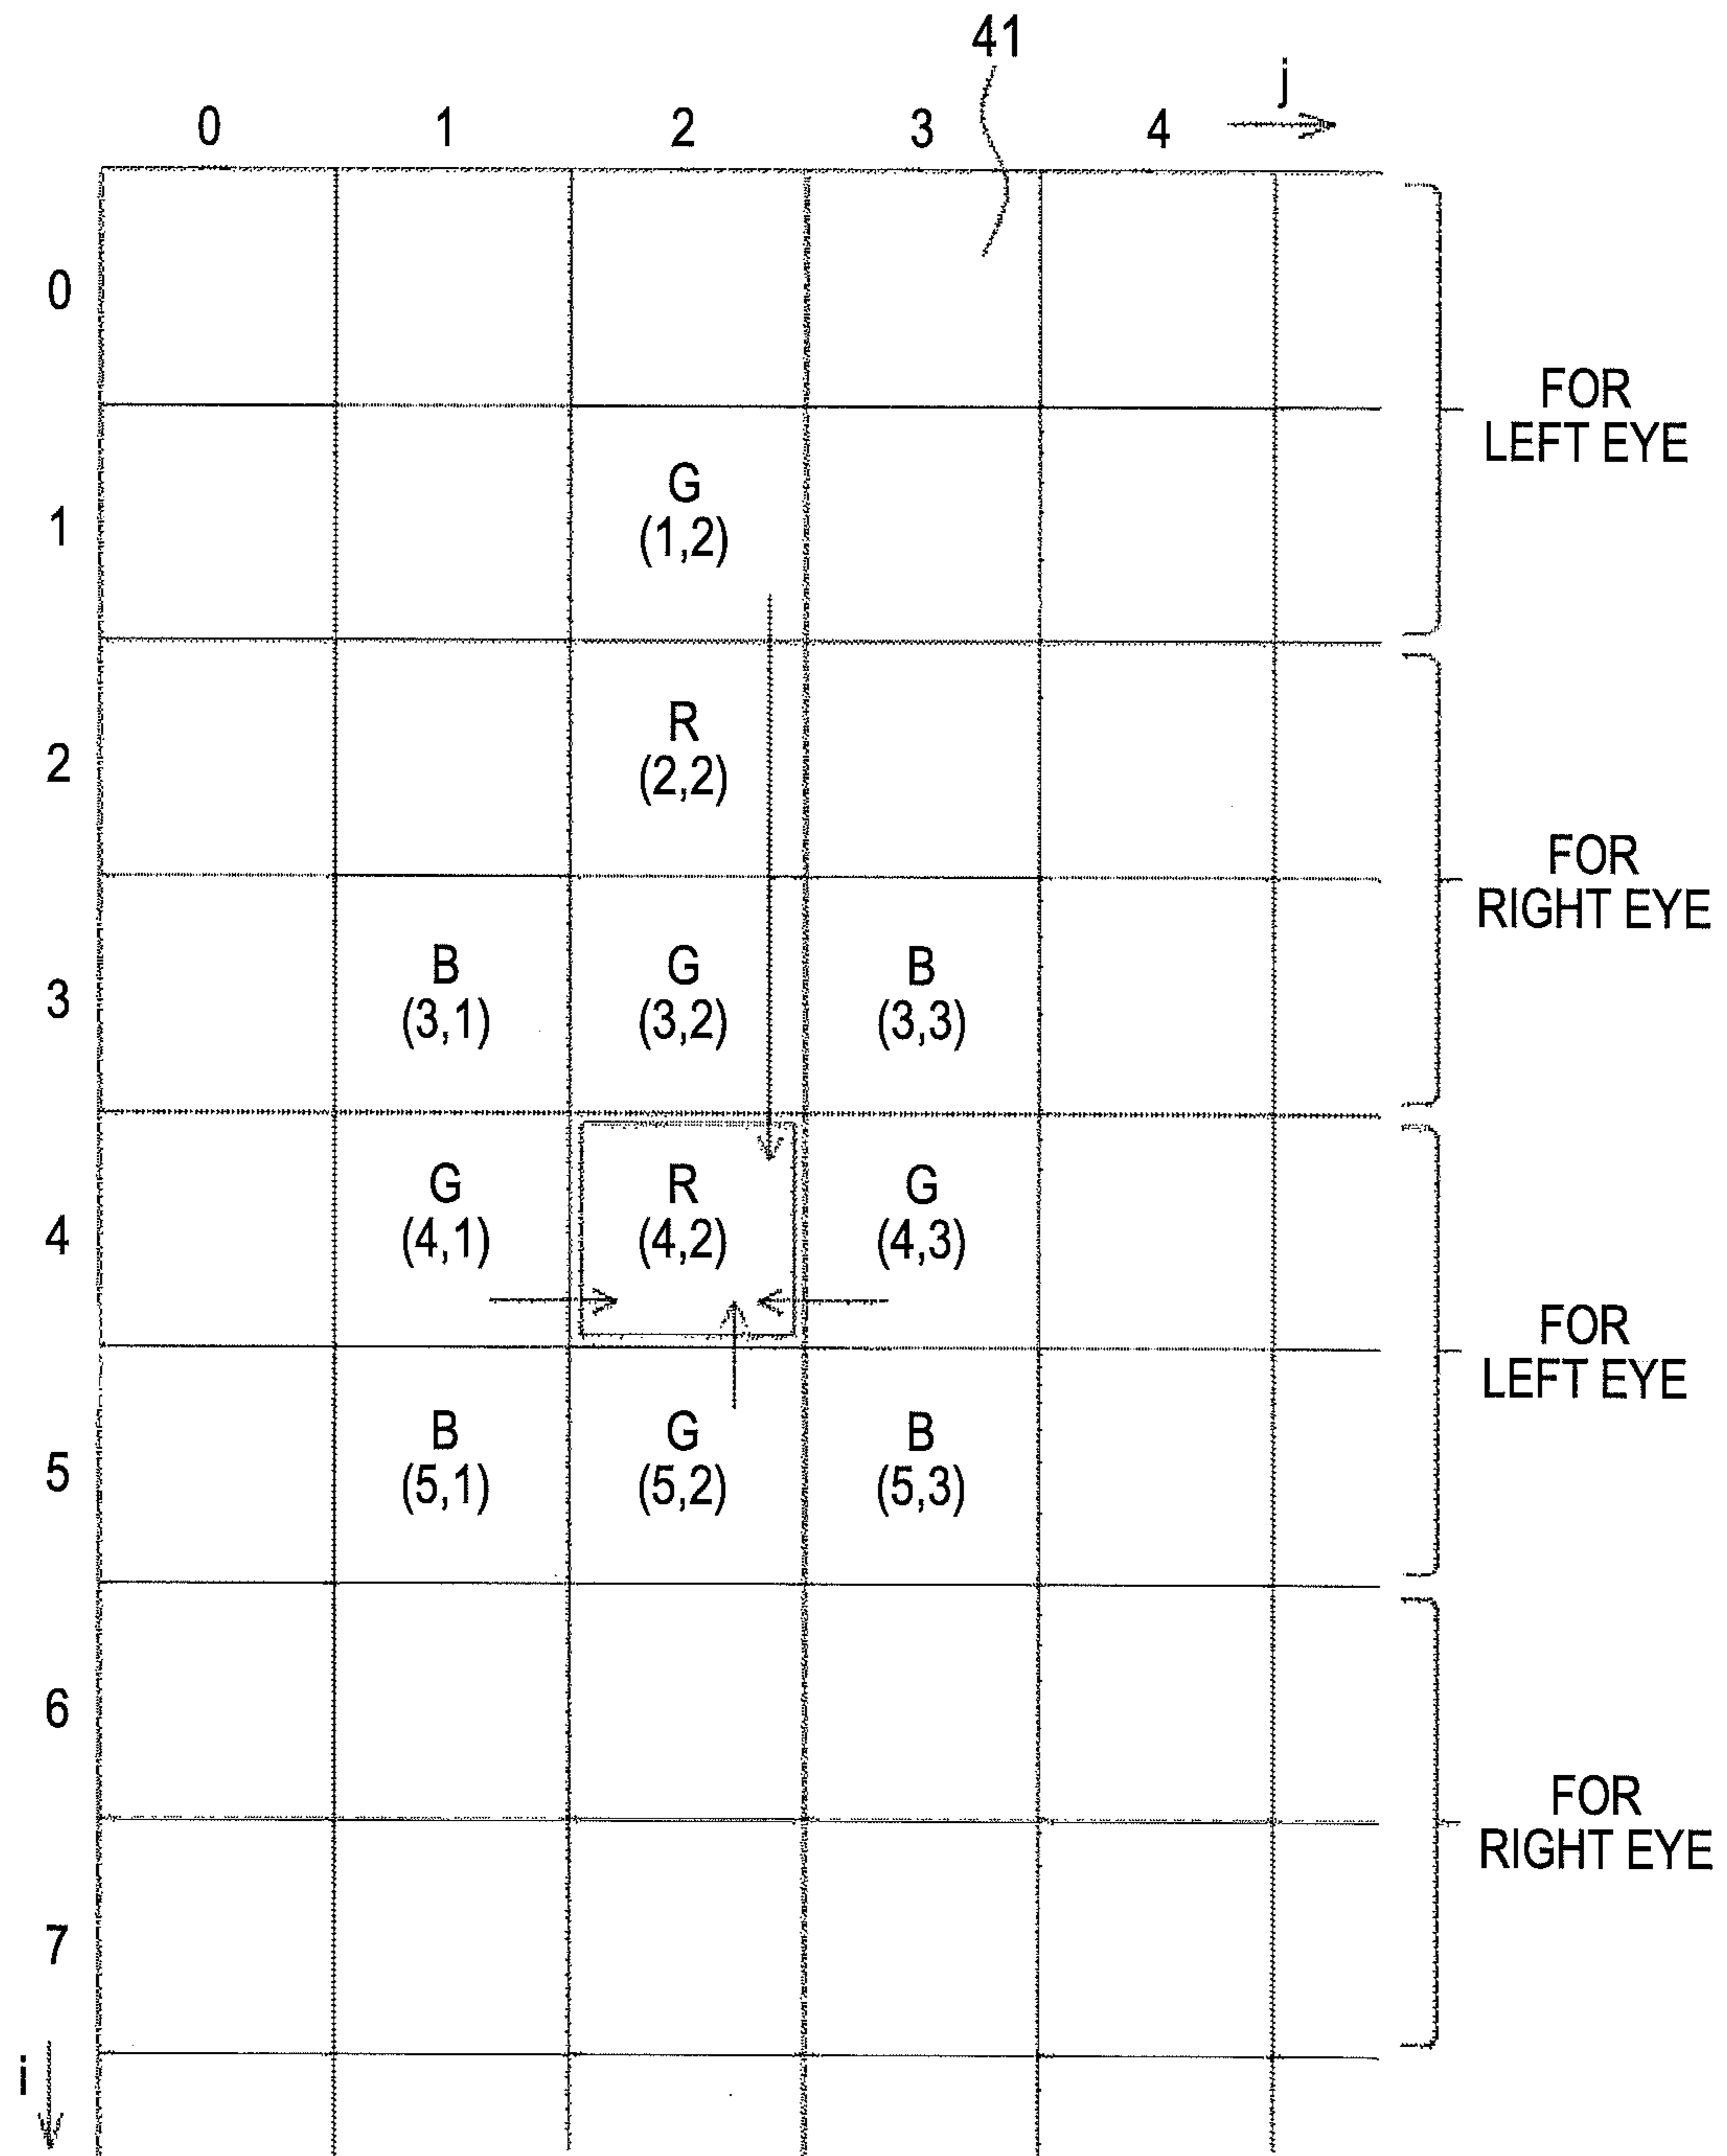 41
j
0 1 2 3 4
0
FOR
LEFT EYE
1
G
(1,2)
2
R
(2,2)
FOR
RIGHT EYE
3
B
(3,1)
G
(3,2)
B
(3,3)
4
G
(4,1)
R
(4,2)
G
(4,3)
FOR
LEFT EYE
5
B
(5,1)
G
(5,2)
B
(5,3)
6
FOR
RIGHT EYE
7
i